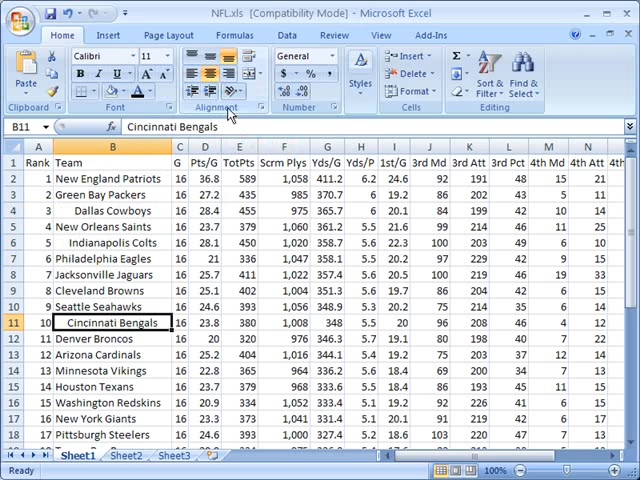 NFL.xls [Compatibility Mode] - Microsoft Excel
Home Insert Page Layout Formulas Data Review View Add-Ins
Paste
Clipboard
Calibri 11
B I U A A
Font
Alignment
General
$ % ,
Number
Styles
Insert
Delete
Format
Cells
Σ
Sort & Filter
Find & Select
Editing
B11 fx Cincinnati Bengals
A B C D E F G H I J K L M N
1 Rank Team G Pts/G TotPts Scrm Plys Yds/G Yds/P 1st/G 3rd Md 3rd Att 3rd Pct 4th Md 4th Att 4th
2 1 New England Patriots 16 36.8 589 1,058 411.2 6.2 24.6 92 191 48 15 21
3 2 Green Bay Packers 16 27.2 435 985 370.7 6 19.2 86 202 43 5 11
4 3 Dallas Cowboys 16 28.4 455 975 365.7 6 20.1 84 199 42 10 14
5 4 New Orleans Saints 16 23.7 379 1,060 361.2 5.5 21.6 99 214 46 11 25
6 5 Indianapolis Colts 16 28.1 450 1,020 358.7 5.6 22.3 100 203 49 6 10
7 6 Philadelphia Eagles 16 21 336 1,047 358.1 5.5 20.2 97 229 42 9 15
8 7 Jacksonville Jaguars 16 25.7 411 1,022 357.4 5.6 20.5 100 219 46 19 33
9 8 Cleveland Browns 16 25.1 402 1,030 351.3 5.6 19.7 86 203 42 9 16
10 9 Seattle Seahawks 16 24.6 393 1,056 348.9 5.3 20.2 75 214 35 6 14
11 10 Cincinnati Bengals 16 23.8 380 1,008 348 5.5 20 96 208 46 4 12
12 11 Denver Broncos 16 20 320 976 346.3 5.7 19.1 80 198 40 7 22
13 12 Arizona Cardinals 16 25.2 404 1,016 344.1 5.4 19.2 75 203 37 12 14
14 13 Minnesota Vikings 16 22.8 365 964 336.2 5.6 18.4 69 200 34 7 13
15 14 Houston Texans 16 23.7 379 968 333.6 5.4 18.2 86 193 45 11 15
16 15 Washington Redskins 16 20.9 334 1,052 333.4 5.1 19.2 91 226 40 6 16
17 16 New York Giants 16 23.3 373 1,041 331.4 5.1 20.1 91 219 42 6 17
18 17 Pittsburgh Steelers 16 24.6 393 1,000 327.4 5.2 18.6 103 224 47 7 13
Sheet1 Sheet2 Sheet3
Ready 100%